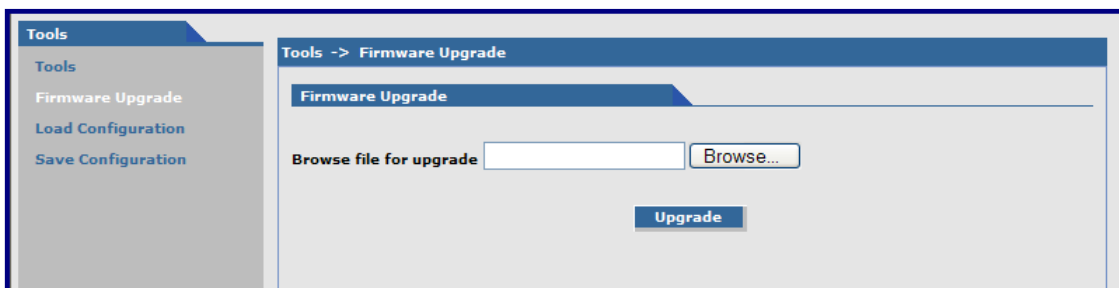 Tools
Tools
Firmware Upgrade
Load Configuration
Save Configuration
Tools -> Firmware Upgrade
Firmware Upgrade
Browse file for upgrade Browse...
Upgrade